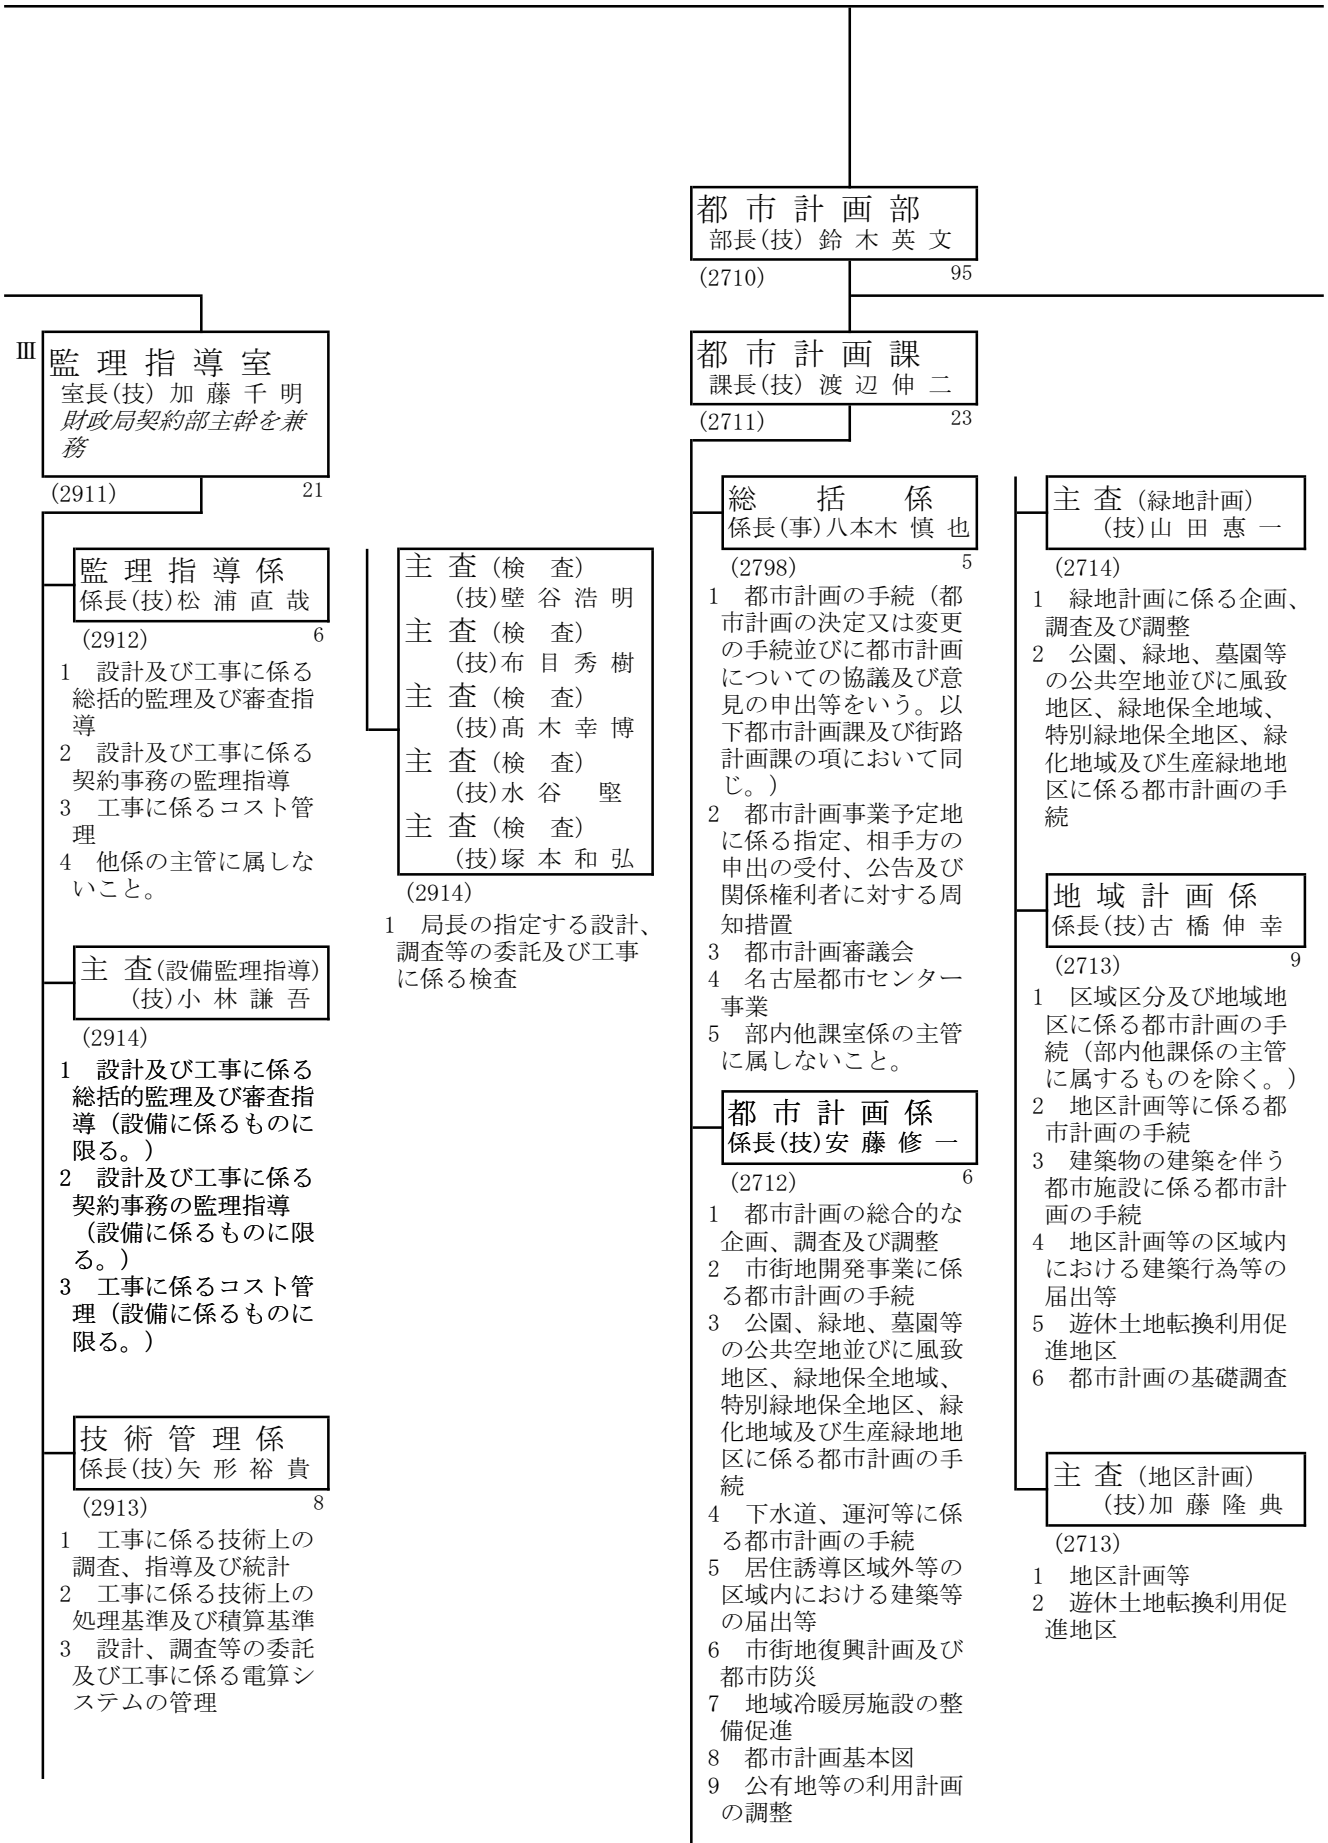 Ⅲ
監理指導室
室長(技) 加藤千明
財政局契約部主幹を兼
務
(2911) 21
監理指導係
係長(技)松浦直哉
(2912) 6
1 設計及び工事に係る
総括的監理及び審査指
導
2 設計及び工事に係る
契約事務の監理指導
3 工事に係るコスト管
理
4 他係の主管に属しな
いこと。
主査(設備監理指導)
(技)小林謙吾
(2914)
1 設計及び工事に係る
総括的監理及び審査指
導（設備に係るものに
限る。）
2 設計及び工事に係る
契約事務の監理指導
（設備に係るものに限
る。）
3 工事に係るコスト管
理（設備に係るものに
限る。）
技術管理係
係長(技)矢形裕貴
(2913) 8
1 工事に係る技術上の
調査、指導及び統計
2 工事に係る技術上の
処理基準及び積算基準
3 設計、調査等の委託
及び工事に係る電算シ
ステムの管理
主査(検 査)
(技)壁谷浩明
主査(検 査)
(技)布目秀樹
主査(検 査)
(技)髙木幸博
主査(検 査)
(技)水谷 堅
主査(検 査)
(技)塚本和弘
(2914)
1 局長の指定する設計、
調査等の委託及び工事
に係る検査
都市計画部
部長(技) 鈴木英文
(2710) 95
都市計画課
課長(技) 渡辺伸二
(2711) 23
総括係
係長(事)八本木慎也
(2798) 5
1 都市計画の手続（都
市計画の決定又は変更
の手続並びに都市計画
についての協議及び意
見の申出等をいう。以
下都市計画課及び街路
計画課の項において同
じ。）
2 都市計画事業予定地
に係る指定、相手方の
申出の受付、公告及び
関係権利者に対する周
知措置
3 都市計画審議会
4 名古屋都市センター
事業
5 部内他課室係の主管
に属しないこと。
都市計画係
係長(技)安藤修一
(2712) 6
1 都市計画の総合的な
企画、調査及び調整
2 市街地開発事業に係
る都市計画の手続
3 公園、緑地、墓園等
の公共空地並びに風致
地区、緑地保全地域、
特別緑地保全地区、緑
化地域及び生産緑地地
区に係る都市計画の手
続
4 下水道、運河等に係
る都市計画の手続
5 居住誘導区域外等の
区域内における建築等
の届出等
6 市街地復興計画及び
都市防災
7 地域冷暖房施設の整
備促進
8 都市計画基本図
9 公有地等の利用計画
の調整
主査(緑地計画)
(技)山田惠一
(2714)
1 緑地計画に係る企画、
調査及び調整
2 公園、緑地、墓園等
の公共空地並びに風致
地区、緑地保全地域、
特別緑地保全地区、緑
化地域及び生産緑地地
区に係る都市計画の手
続
地域計画係
係長(技)古橋伸幸
(2713) 9
1 区域区分及び地域地
区に係る都市計画の手
続（部内他課係の主管
に属するものを除く。）
2 地区計画等に係る都
市計画の手続
3 建築物の建築を伴う
都市施設に係る都市計
画の手続
4 地区計画等の区域内
における建築行為等の
届出等
5 遊休土地転換利用促
進地区
6 都市計画の基礎調査
主査(地区計画)
(技)加藤隆典
(2713)
1 地区計画等
2 遊休土地転換利用促
進地区